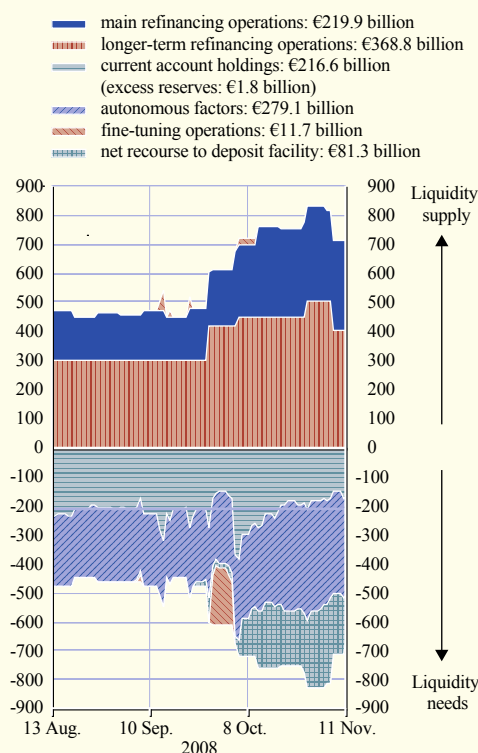 main refinancing operations: €219.9 billion
longer-term refinancing operations: €368.8 billion
current account holdings: €216.6 billion
(excess reserves: €1.8 billion)
autonomous factors: €279.1 billion
fine-tuning operations: €11.7 billion
net recourse to deposit facility: €81.3 billion
900 900
800 800
700 700
600 600
500 500
400 400
300 300
200 200
100 100
0 0
-100 -100
-200 -200
-300 -300
-400 -400
-500 -500
-600 -600
-700 -700
-800 -800
-900 -900
Liquidity
supply
Liquidity
needs
13 Aug. 10 Sep. 8 Oct. 11 Nov.
2008